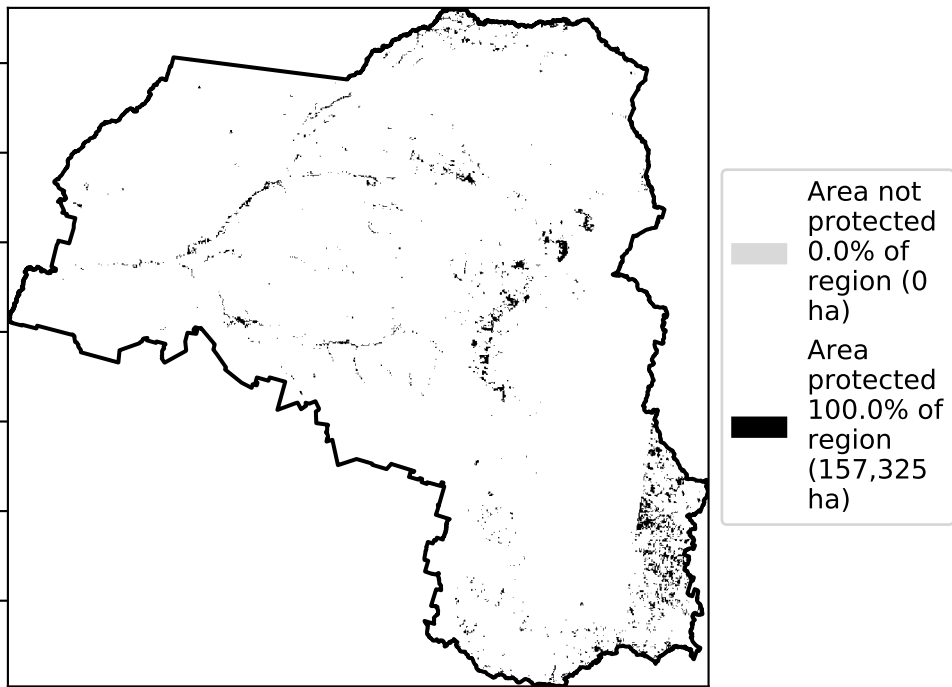 Area not
protected
0.0% of
region (0
ha)
Area
protected
100.0% of
region
(157,325
ha)